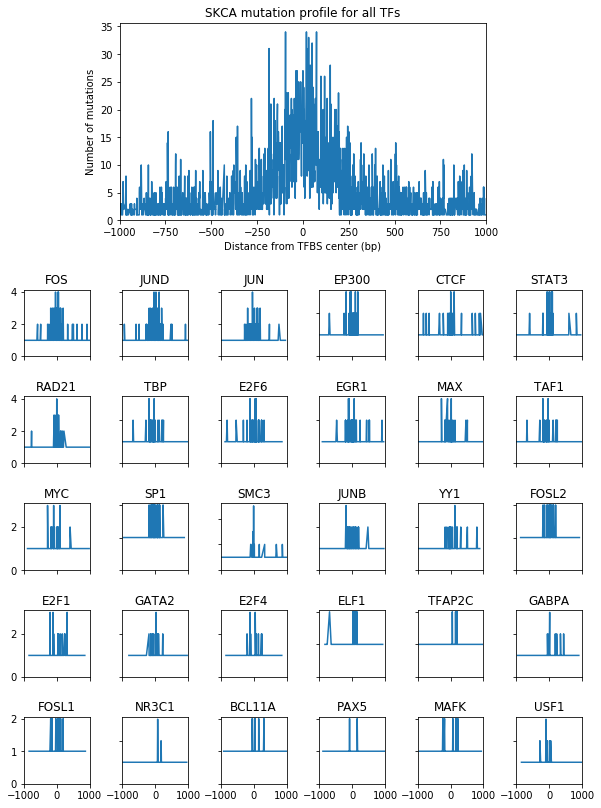 SKCA mutation profile for all TFs
35
30
25
20
15
10
5
0
Number of mutations
−1000 −750 −500 −250 0 250 500 750 1000
Distance from TFBS center (bp)
FOS JUND JUN EP300 CTCF STAT3
4
2
0
RAD21 TBP E2F6 EGR1 MAX TAF1
4
2
0
MYC SP1 SMC3 JUNB YY1 FOSL2
2
0
E2F1 GATA2 E2F4 ELF1 TFAP2C GABPA
2
0
FOSL1 NR3C1 BCL11A PAX5 MAFK USF1
2
1
0
−1000 0 1000 −1000 0 1000 −1000 0 1000 −1000 0 1000 −1000 0 1000 −1000 0 1000